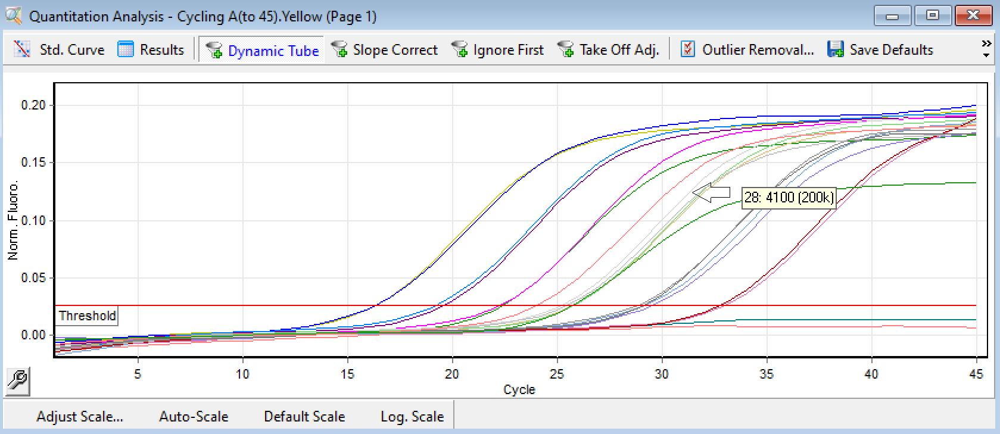 Quantitation Analysis - Cycling A(to 45).Yellow (Page 1)
Std. Curve Results Dynamic Tube Slope Correct Ignore First Take Off Adj. Outlier Removal... Save Defaults
Norm. Fluoro.
0.20
0.15
0.10
0.05
0.00
28: 4100 (200k)
Threshold
5 10 15 20 25 30 35 40 45
Cycle
Adjust Scale... Auto-Scale Default Scale Log. Scale